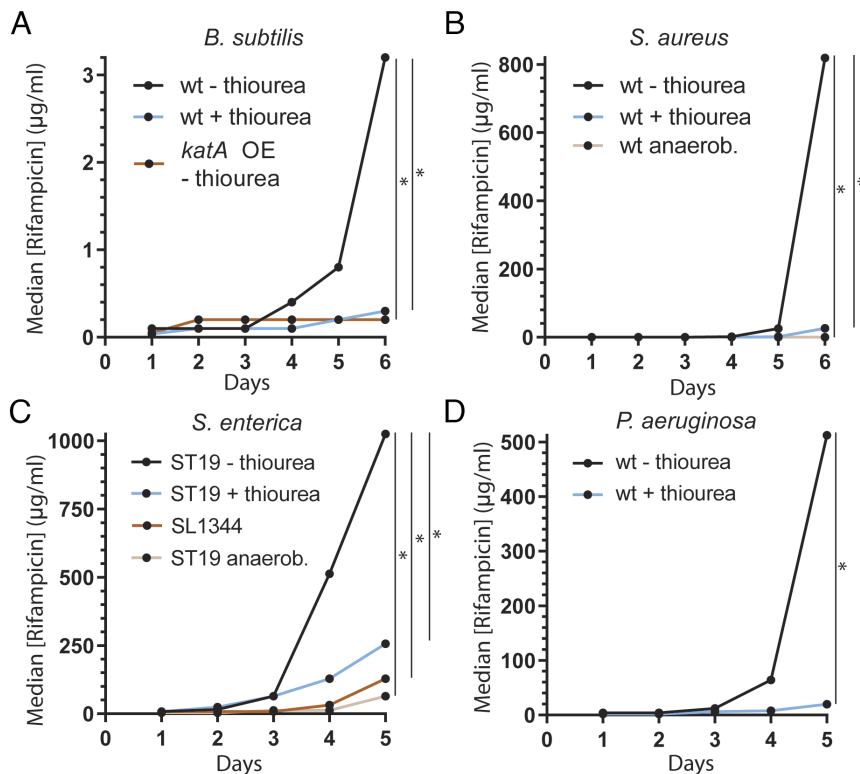 A
B. subtilis
Median [Rifampicin] (μg/ml)
3
2
1
0
wt - thiourea
wt + thiourea
katA OE
- thiourea
*
*
0 1 2 3 4 5 6
Days
B
S. aureus
Median [Rifampicin] (μg/ml)
800
600
400
200
0
wt - thiourea
wt + thiourea
wt anaerob.
*
*
0 1 2 3 4 5 6
Days
C
S. enterica
Median [Rifampicin] (μg/ml)
1000
750
500
250
0
ST19 - thiourea
ST19 + thiourea
SL1344
ST19 anaerob.
*
*
*
0 1 2 3 4 5
Days
D
P. aeruginosa
Median [Rifampicin] (μg/ml)
500
400
300
200
100
0
wt - thiourea
wt + thiourea
*
0 1 2 3 4 5
Days